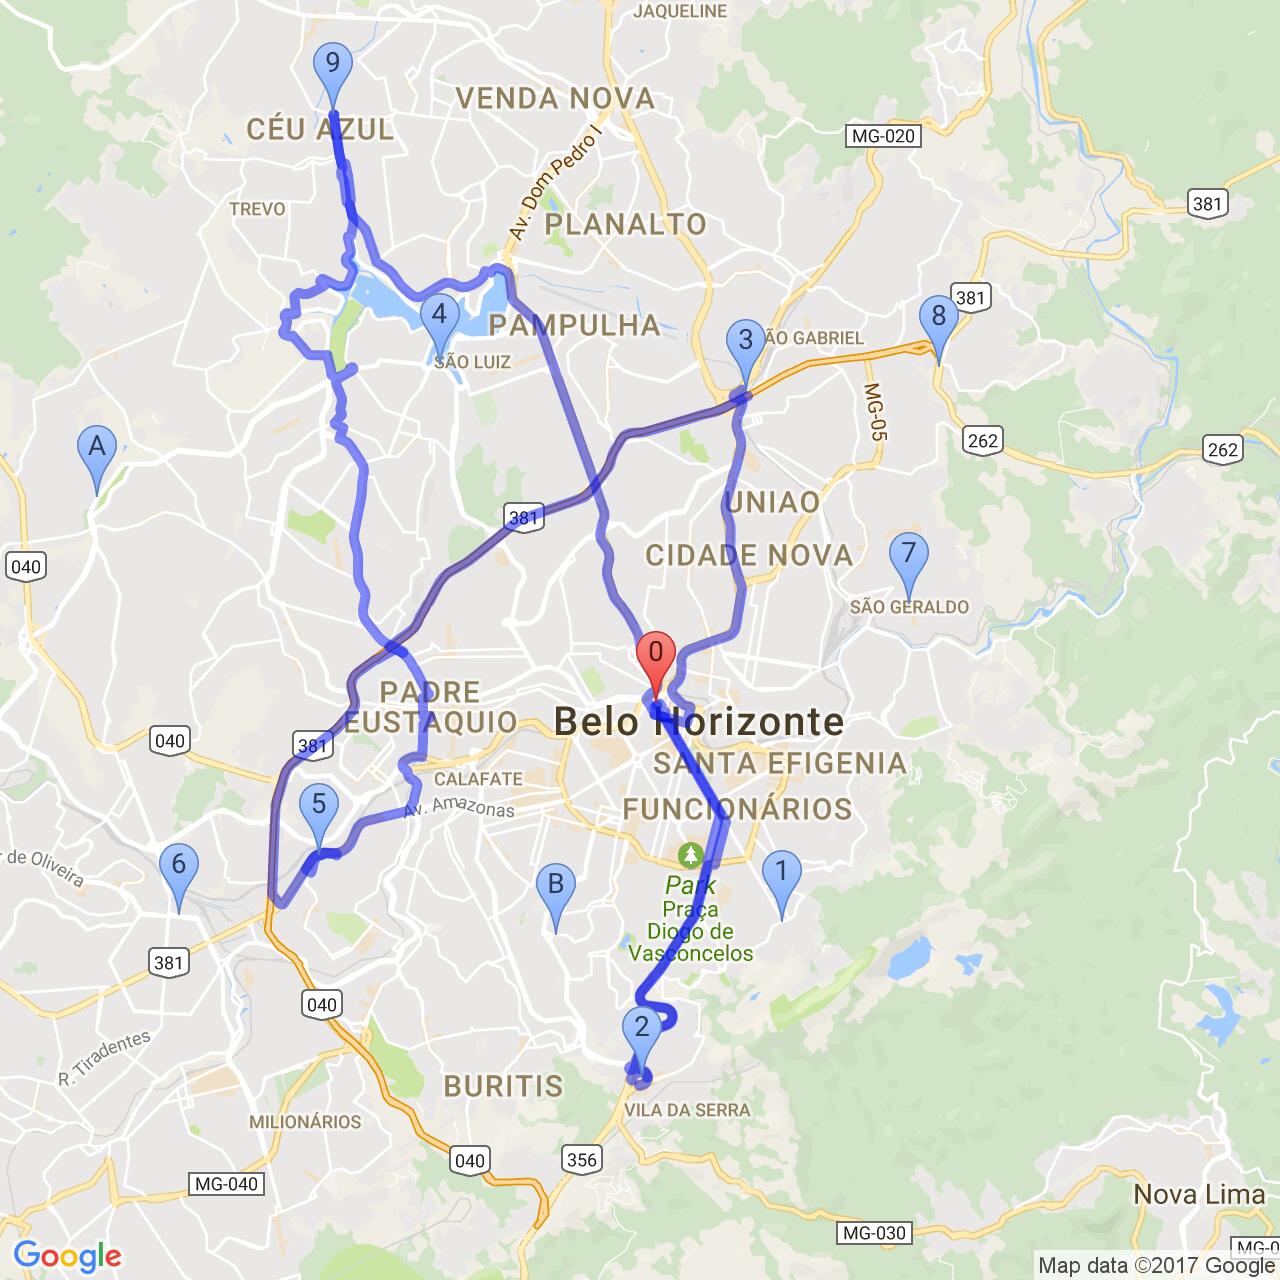 JAQUELINE
9
VENDA NOVA
CÉU AZUL
MG-020
Av. Dom Pedro I
TREVO
PLANALTO
381
381
4
8
PAMPULHA
3
ÃO GABRIEL
SÃO LUIZ
MG-05
A
262
262
381
UNIAO
CIDADE NOVA
7
040
SÃO GERALDO
0
PADRE
EUSTAQUIO
Belo Horizonte
040
381
SANTA EFIGENIA
CALAFATE
Av. Amazonas
FUNCIONÁRIOS
5
r de Oliveira
6
B
1
Park
Praça
Diogo de
Vasconcelos
381
040
2
R. Tiradentes
BURITIS
VILA DA SERRA
MILIONÁRIOS
040
356
MG-040
Nova Lima
MG-030
MG-0
Google
Map data ©2017 Google